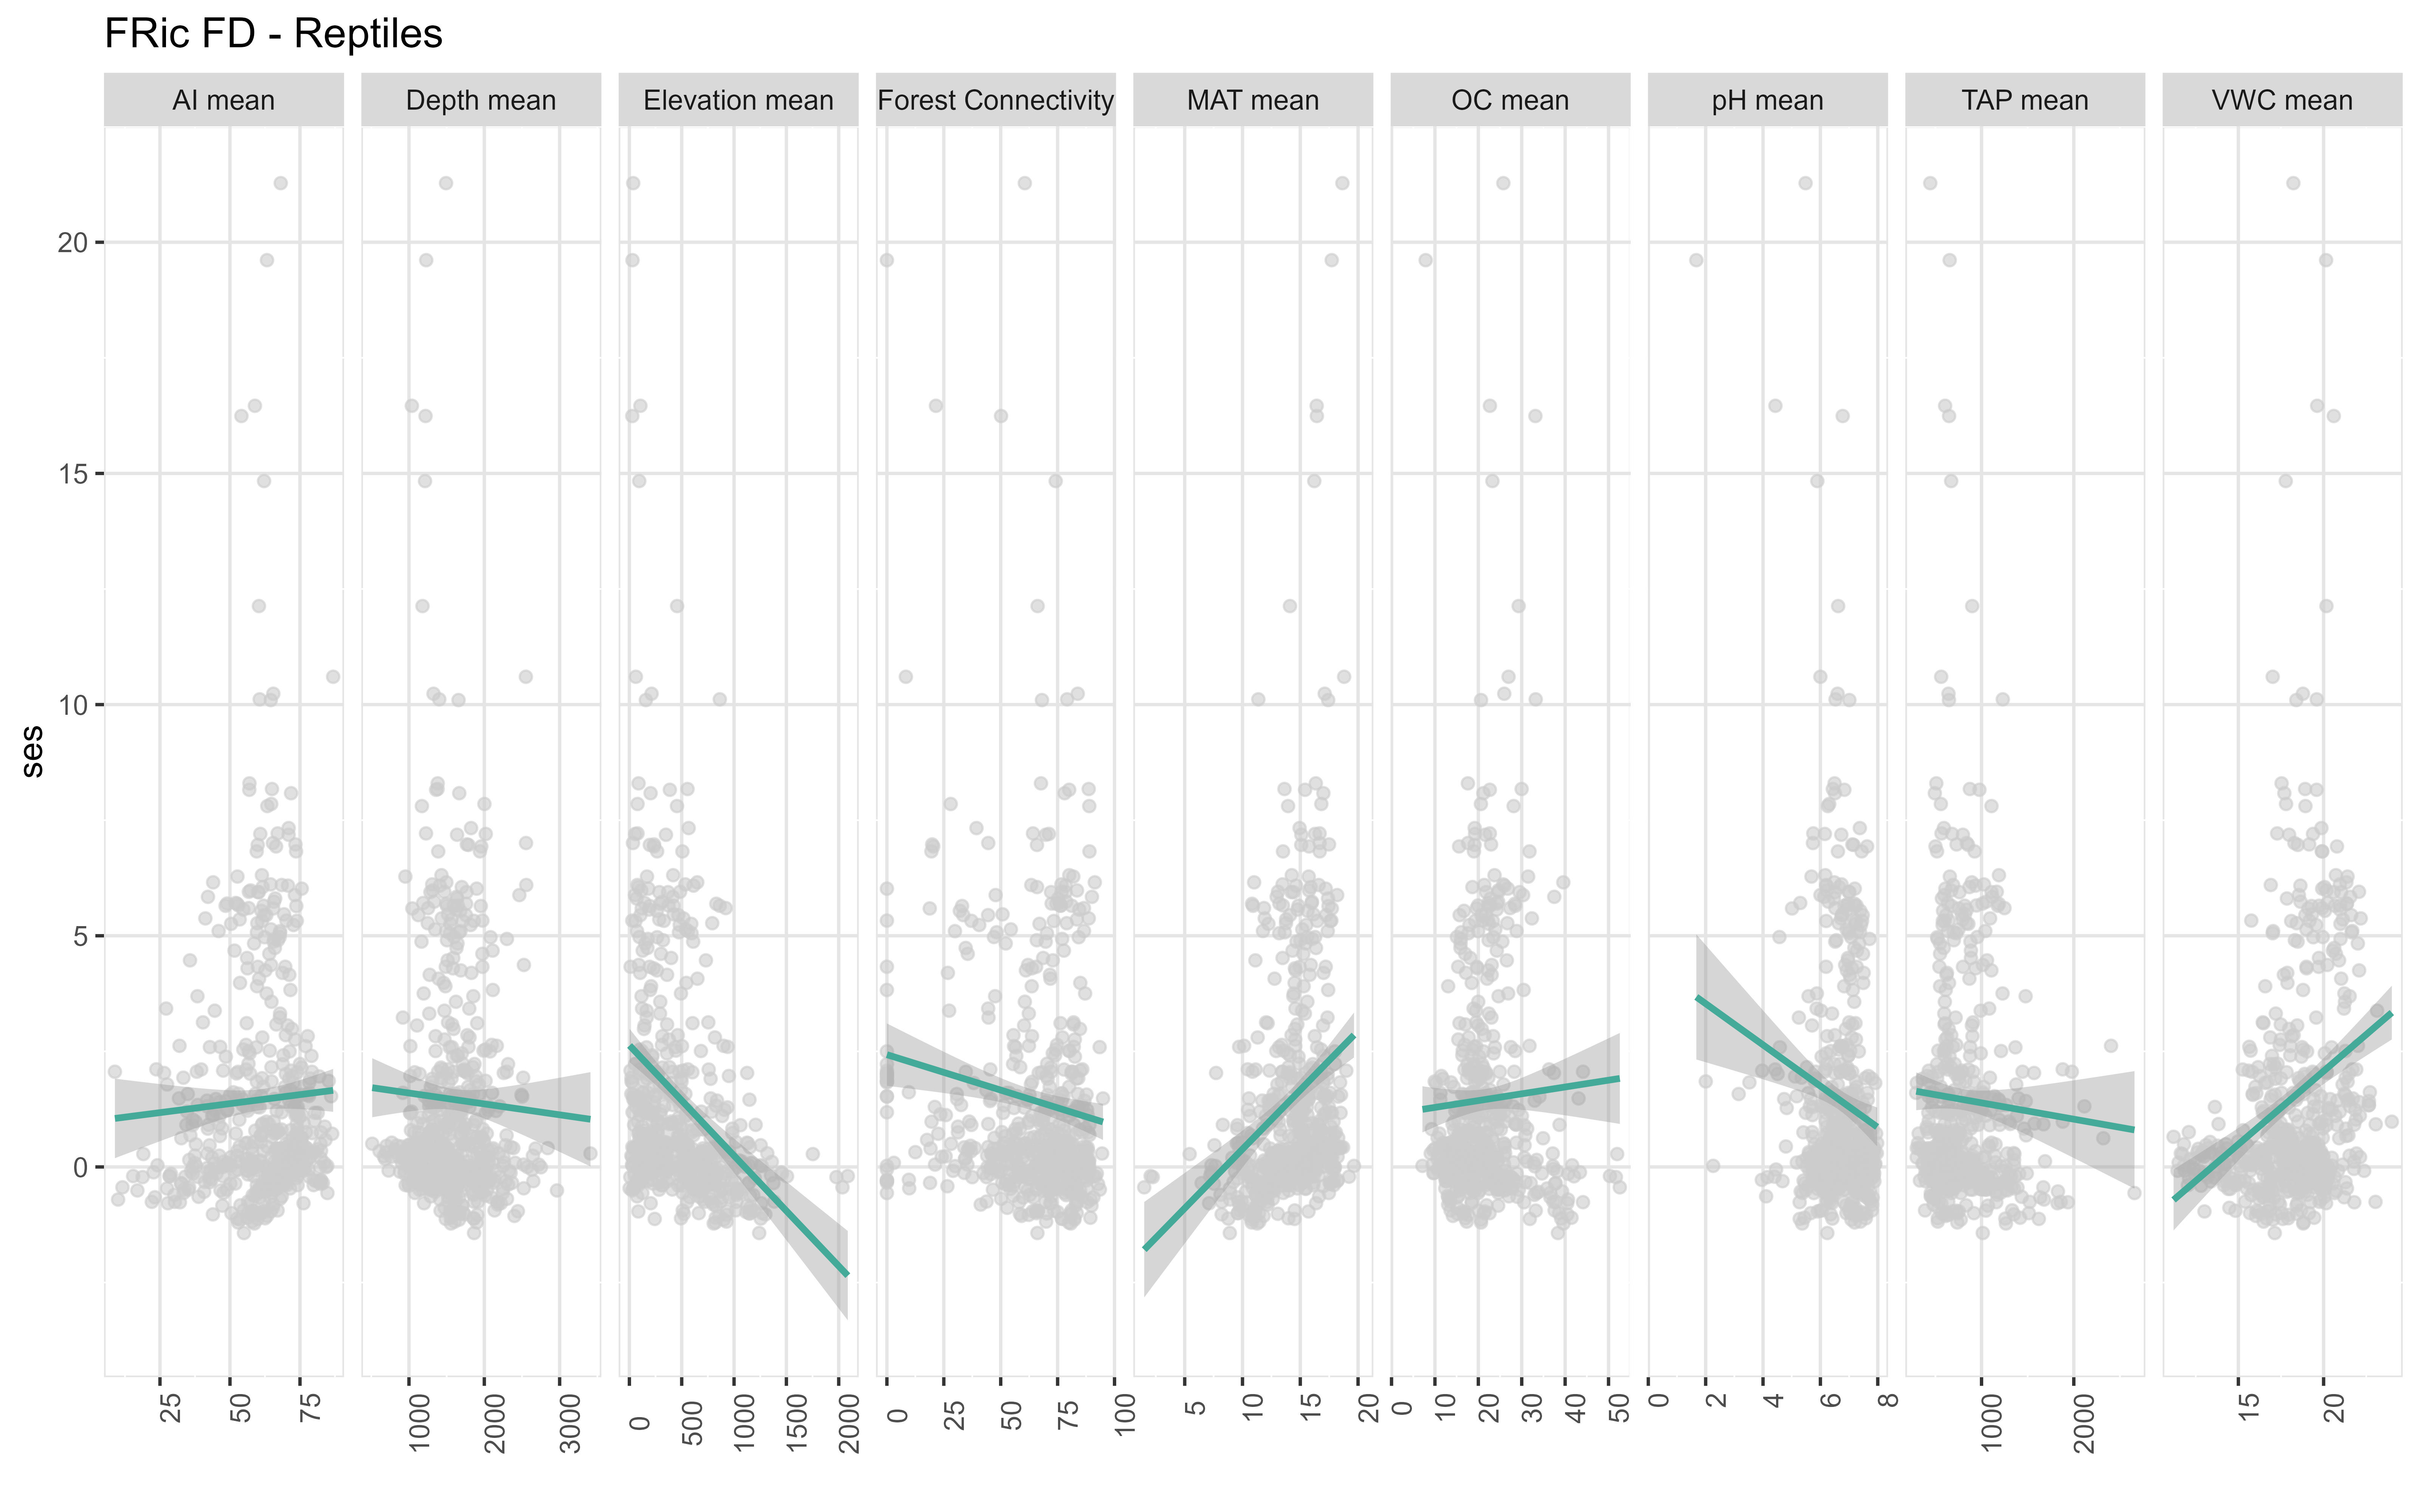 FRic FD - Reptiles
AI mean Depth mean Elevation mean Forest Connectivity MAT mean OC mean pH mean TAP mean VWC mean
20
15
10
5
0
ses
25 50 75 1000 2000 3000 0 500 1000 1500 2000 0 25 50 75 100 5 10 15 20 0 10 20 30 40 50 0 2 4 6 8 1000 2000 15 20